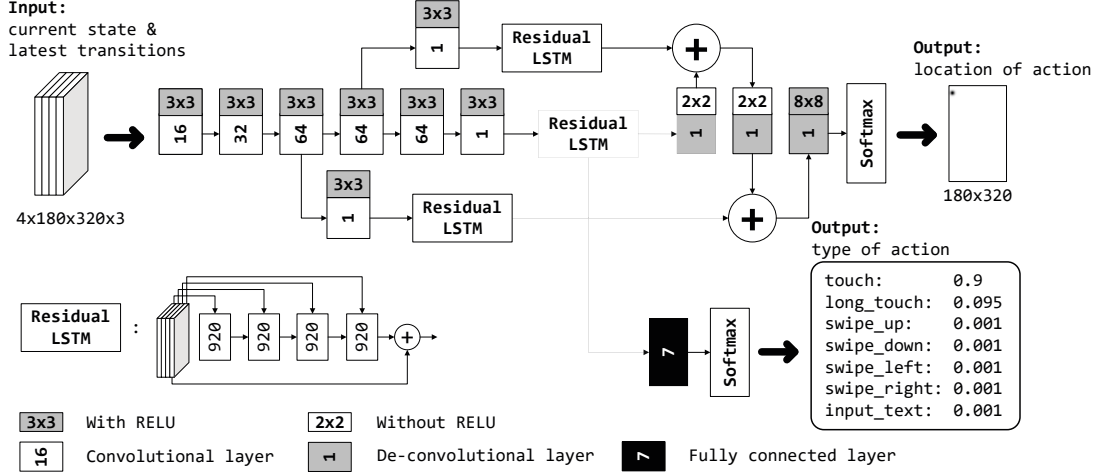 Input:
current state &
latest transitions
4x180x320x3
3x3
16
3x3
32
3x3
64
3x3
64
3x3
64
3x3
1
3x3
1
Residual
LSTM
Residual
LSTM
3x3
1
Residual
LSTM
+
2x2
1
2x2
1
8x8
1
+
Softmax
Output:
location of action
180x320
Output:
type of action
touch: 0.9
long_touch: 0.095
swipe_up: 0.001
swipe_down: 0.001
swipe_left: 0.001
swipe_right: 0.001
input_text: 0.001
7
Softmax
Residual
LSTM
:
920
920
920
920
+
3x3 With RELU
2x2 Without RELU
16 Convolutional layer
1 De-convolutional layer
7 Fully connected layer